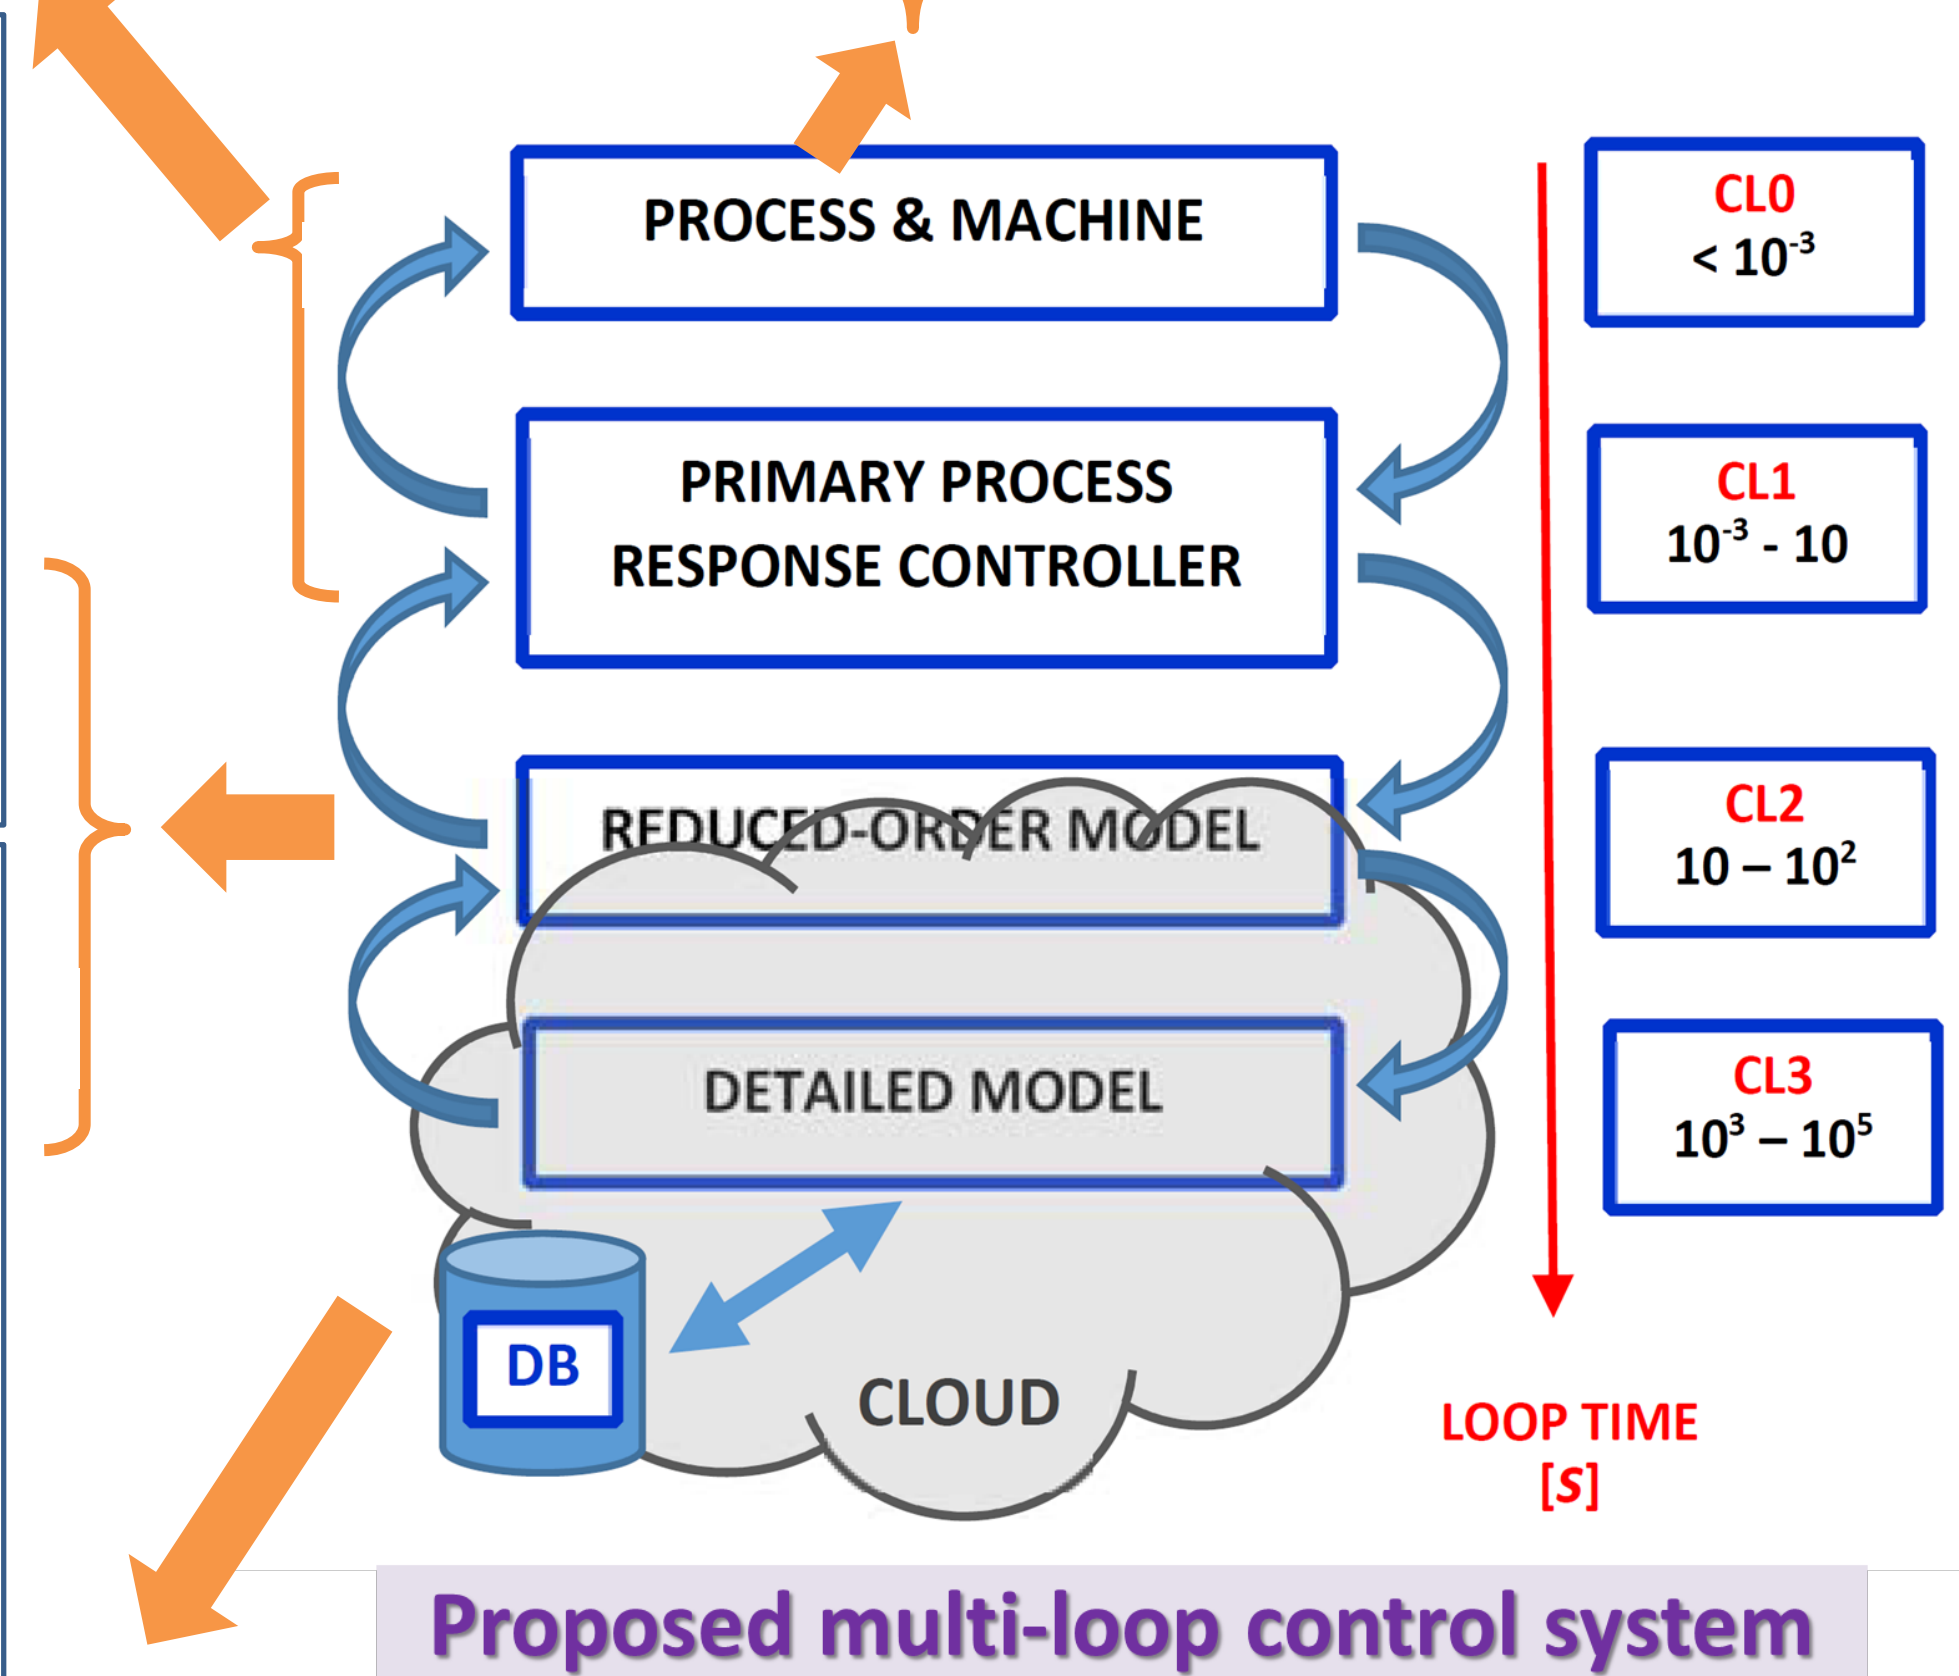 PROCESS & MACHINE
CL0
< 10⁻³
PRIMARY PROCESS
RESPONSE CONTROLLER
CL1
10⁻³ - 10
REDUCED-ORDER MODEL
CL2
10 – 10²
DETAILED MODEL
CL3
10³ – 10⁵
DB
CLOUD
LOOP TIME
[S]
Proposed multi-loop control system